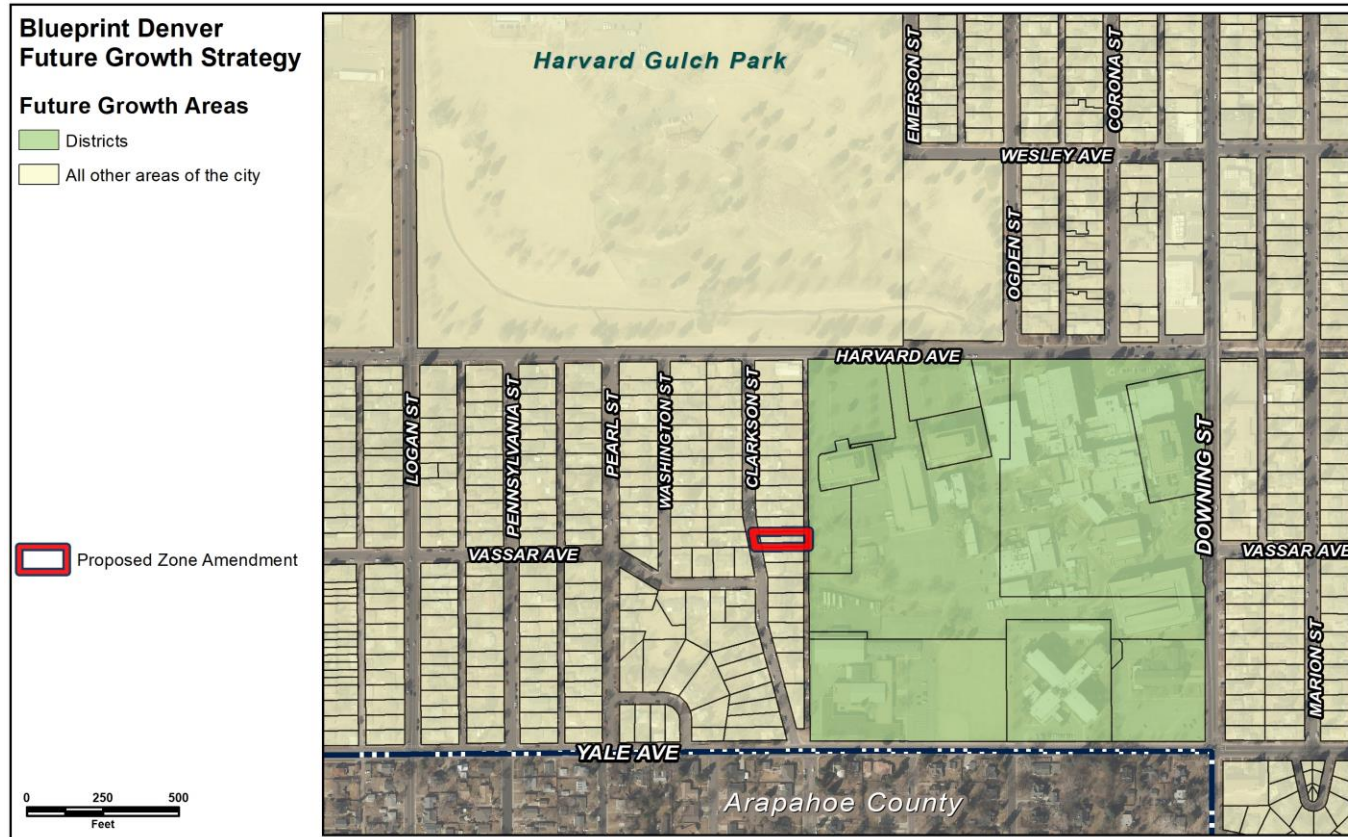 Blueprint Denver
Future Growth Strategy
Future Growth Areas
Districts
All other areas of the city
Proposed Zone Amendment
0 250 500
Feet
Harvard Gulch Park
EMERSON ST
CORONA ST
WESLEY AVE
OGDEN ST
HARVARD AVE
LOGAN ST
PENNSYLVANIA ST
PEARL ST
WASHINGTON ST
CLARKSON ST
DOWNING ST
VASSAR AVE
VASSAR AVE
MARION ST
YALE AVE
Arapahoe County